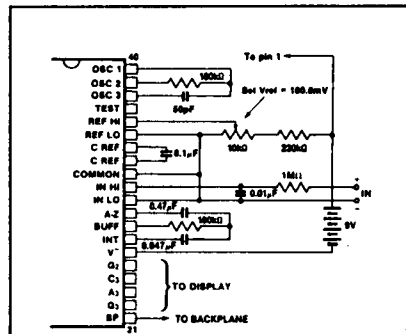 40
To pin 1
OSC 1
OSC 2
180kΩ
OSC 3
50pF
Set Vref = 100.0mV
TEST
REF HI
REF LO
10kΩ
220kΩ
C REF
0.1µF
C REF
COMMON
1MΩ
IN HI
+
0.01µF
IN
IN LO
–
0.47µF
A-Z
9V
BUFF
180kΩ
INT
0.047µF
V⁻
G₂
C₃
TO DISPLAY
A₃
G₃
BP
TO BACKPLANE
21